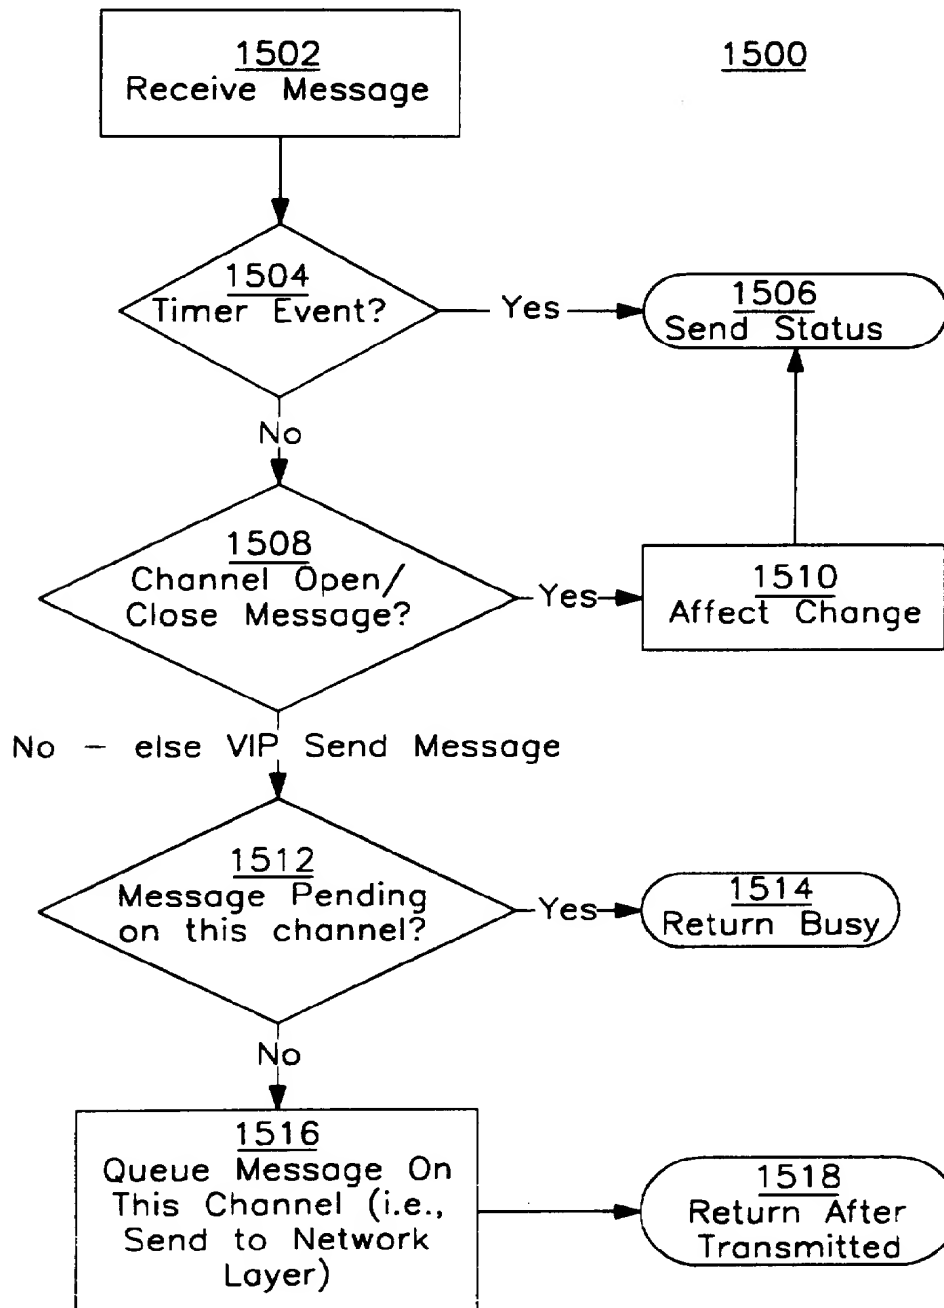 1502
Receive Message
1500
1504
Timer Event?
Yes
1506
Send Status
No
1508
Channel Open/
Close Message?
Yes
1510
Affect Change
No - else VIP Send Message
1512
Message Pending
on this channel?
Yes
1514
Return Busy
No
1516
Queue Message On
This Channel (i.e.,
Send to Network
Layer)
1518
Return After
Transmitted